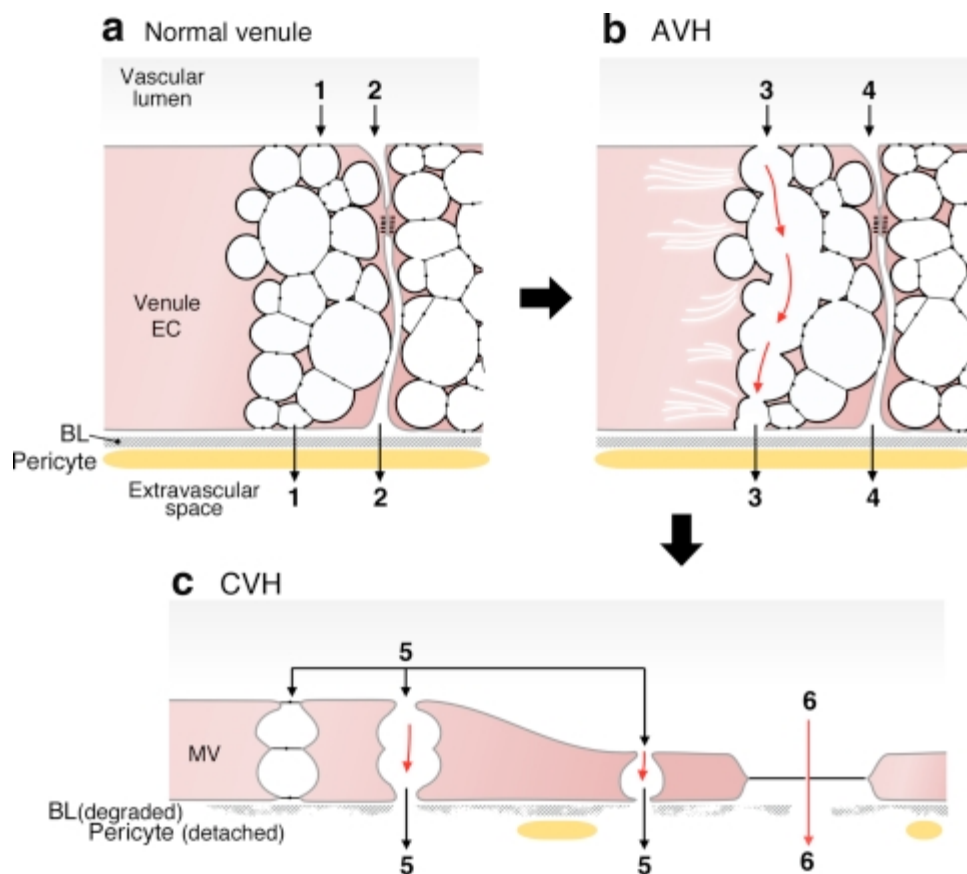 a Normal venule
b AVH
Vascular
lumen
1 2
3 4
Venule
EC
BL
Pericyte
Extravascular
space
1 2
3 4
c CVH
5
6
MV
BL(degraded)
Pericyte (detached)
5 5 6